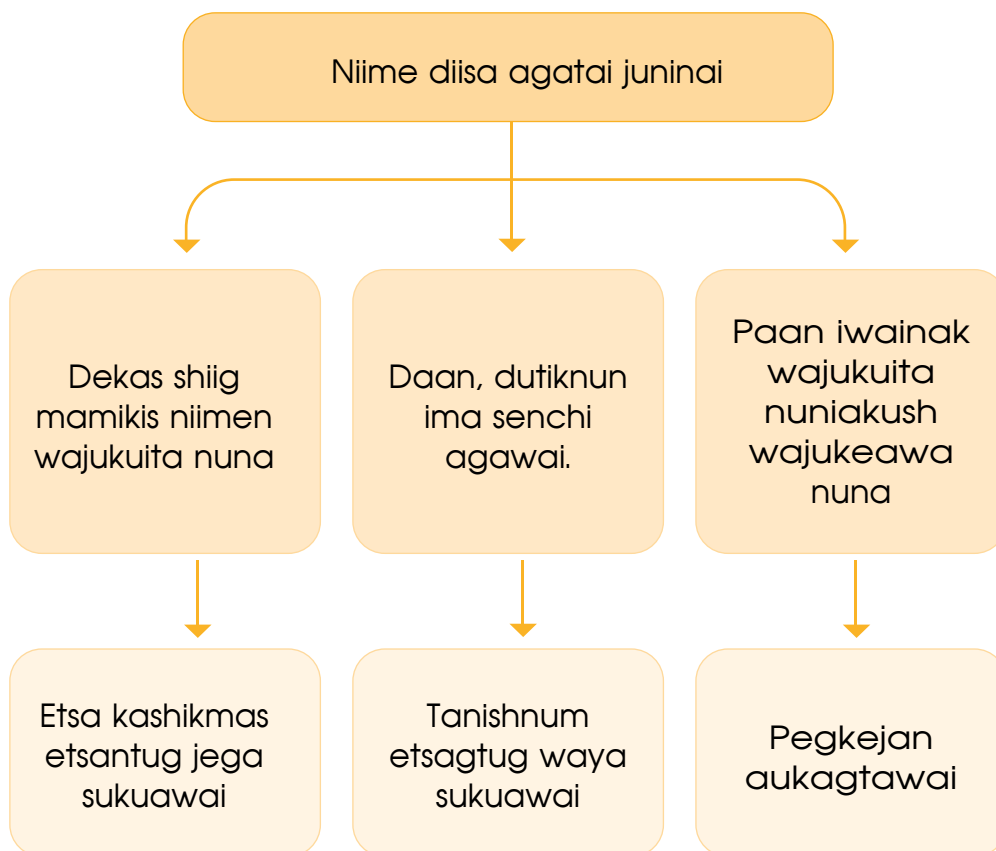 Niime diisa agatai juninai
Dekas shiig
mamikis niimen
wajukuita nuna
Daan, dutiknun
ima senchi
agawai.
Paan iwainak
wajukuita
nuniakush
wajukeawa
nuna
Etsa kashikmas
etsantug jega
sukuawai
Tanishnum
etsagtug waya
sukuawai
Pegkejan
aukagtawai